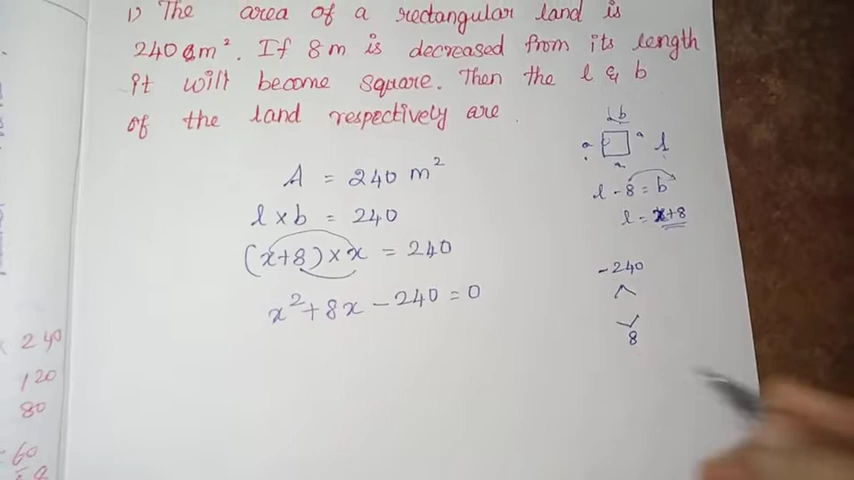 1) The area of a rectangular land is
240 m². If 8 m is decreased from its length
it will become square. Then the l & b
of the land respectively are .
A = 240 m²
l x b = 240
(x+8) x x = 240
x² + 8x - 240 = 0
b
a a l
a
l - 8 = b
l = x+8
-240
8
240
120
80
60